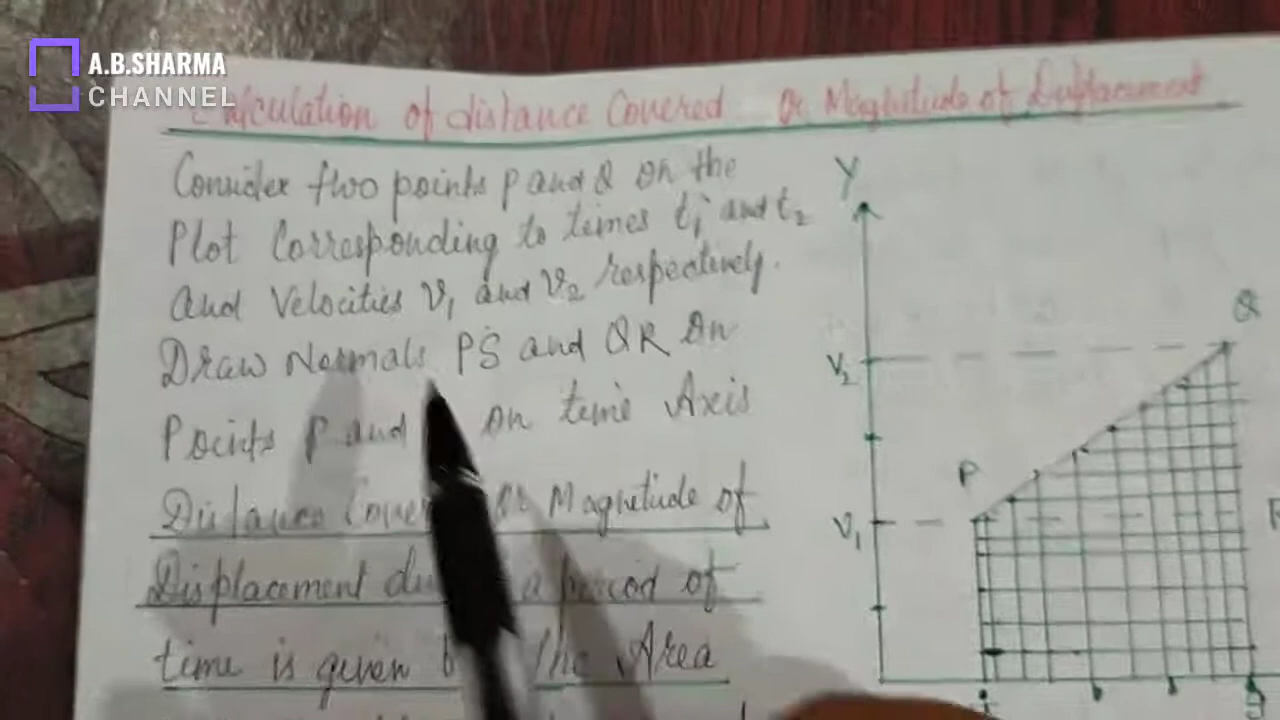 A.B.SHARMA
CHANNEL
Calculation of distance Covered or Magnitude of Displacement
Consider two points P and Q on the
Plot Corresponding to times t1 and t2
and Velocities V1 and V2 respectively.
Draw Normals PS and QR on
Points P and on time Axis
Distance or Magnitude of
Displacement a period of
time is given the Area
Y
Q
V2
P
V1